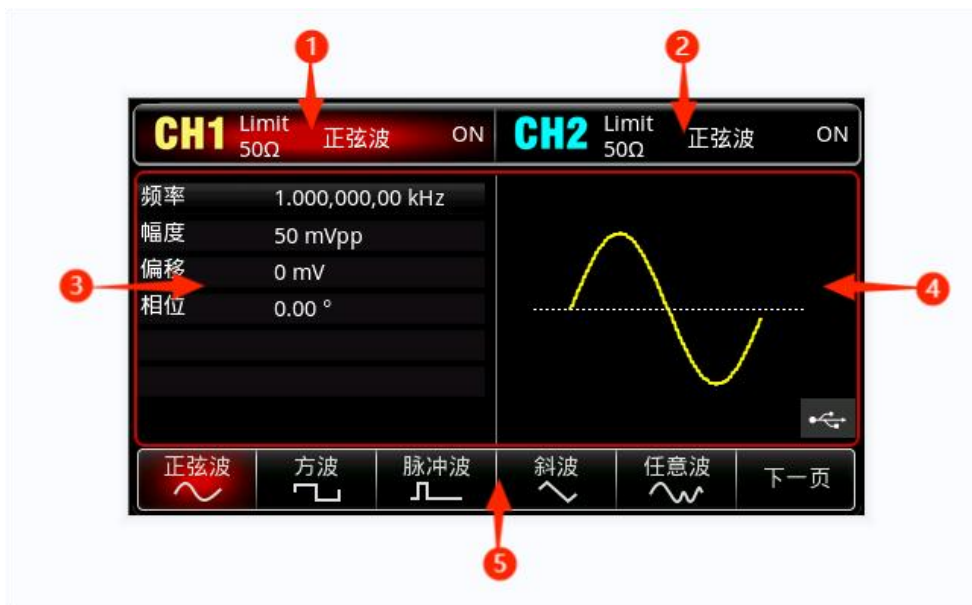 1
2
CH1 Limit 50Ω 正弦波 ON
CH2 Limit 50Ω 正弦波 ON
频率 1.000,000,00 kHz
幅度 50 mVpp
偏移 0 mV
相位 0.00 °
3
4
正弦波
方波
脉冲波
斜波
任意波
下一页
5